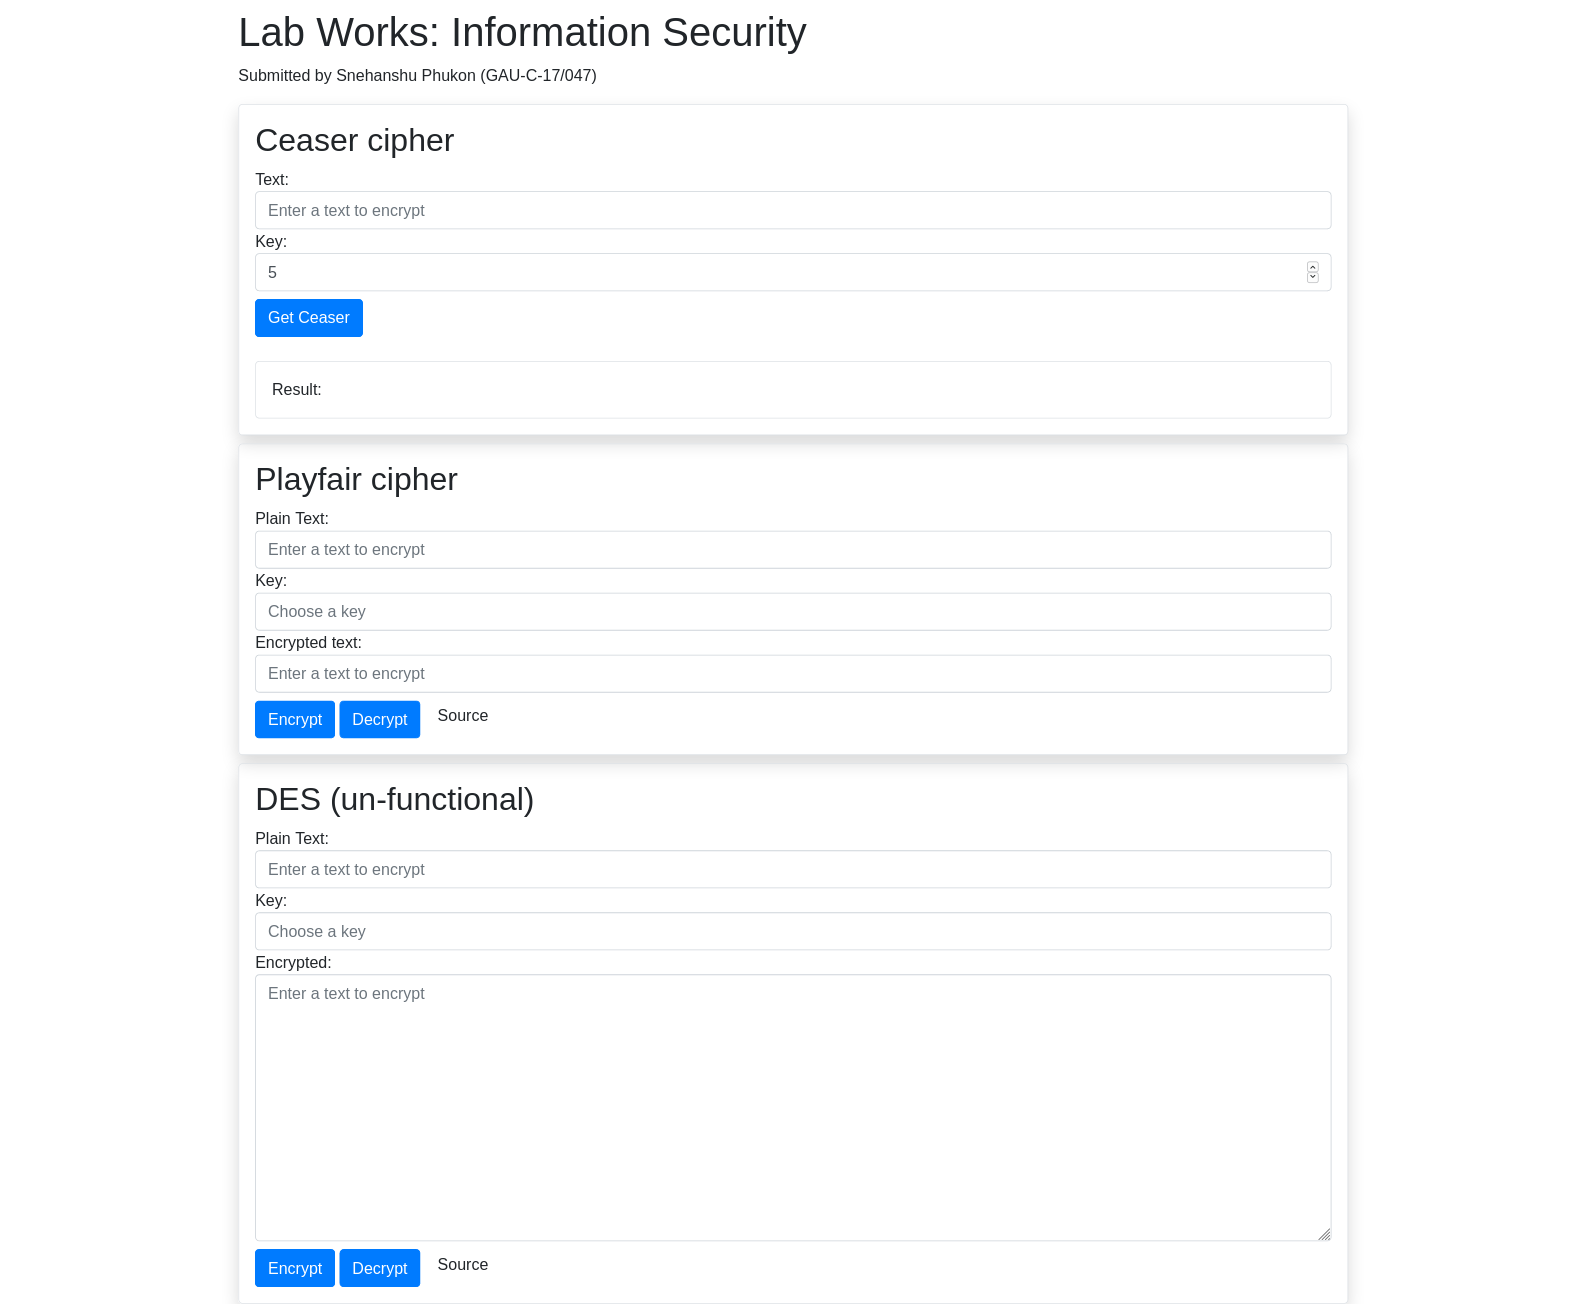 Lab Works: Information Security
Submitted by Snehanshu Phukon (GAU-C-17/047)
Ceaser cipher
Text:
Enter a text to encrypt
Key:
5
Get Ceaser
Result:
Playfair cipher
Plain Text:
Enter a text to encrypt
Key:
Choose a key
Encrypted text:
Enter a text to encrypt
Encrypt Decrypt Source
DES (un-functional)
Plain Text:
Enter a text to encrypt
Key:
Choose a key
Encrypted:
Enter a text to encrypt
Encrypt Decrypt Source